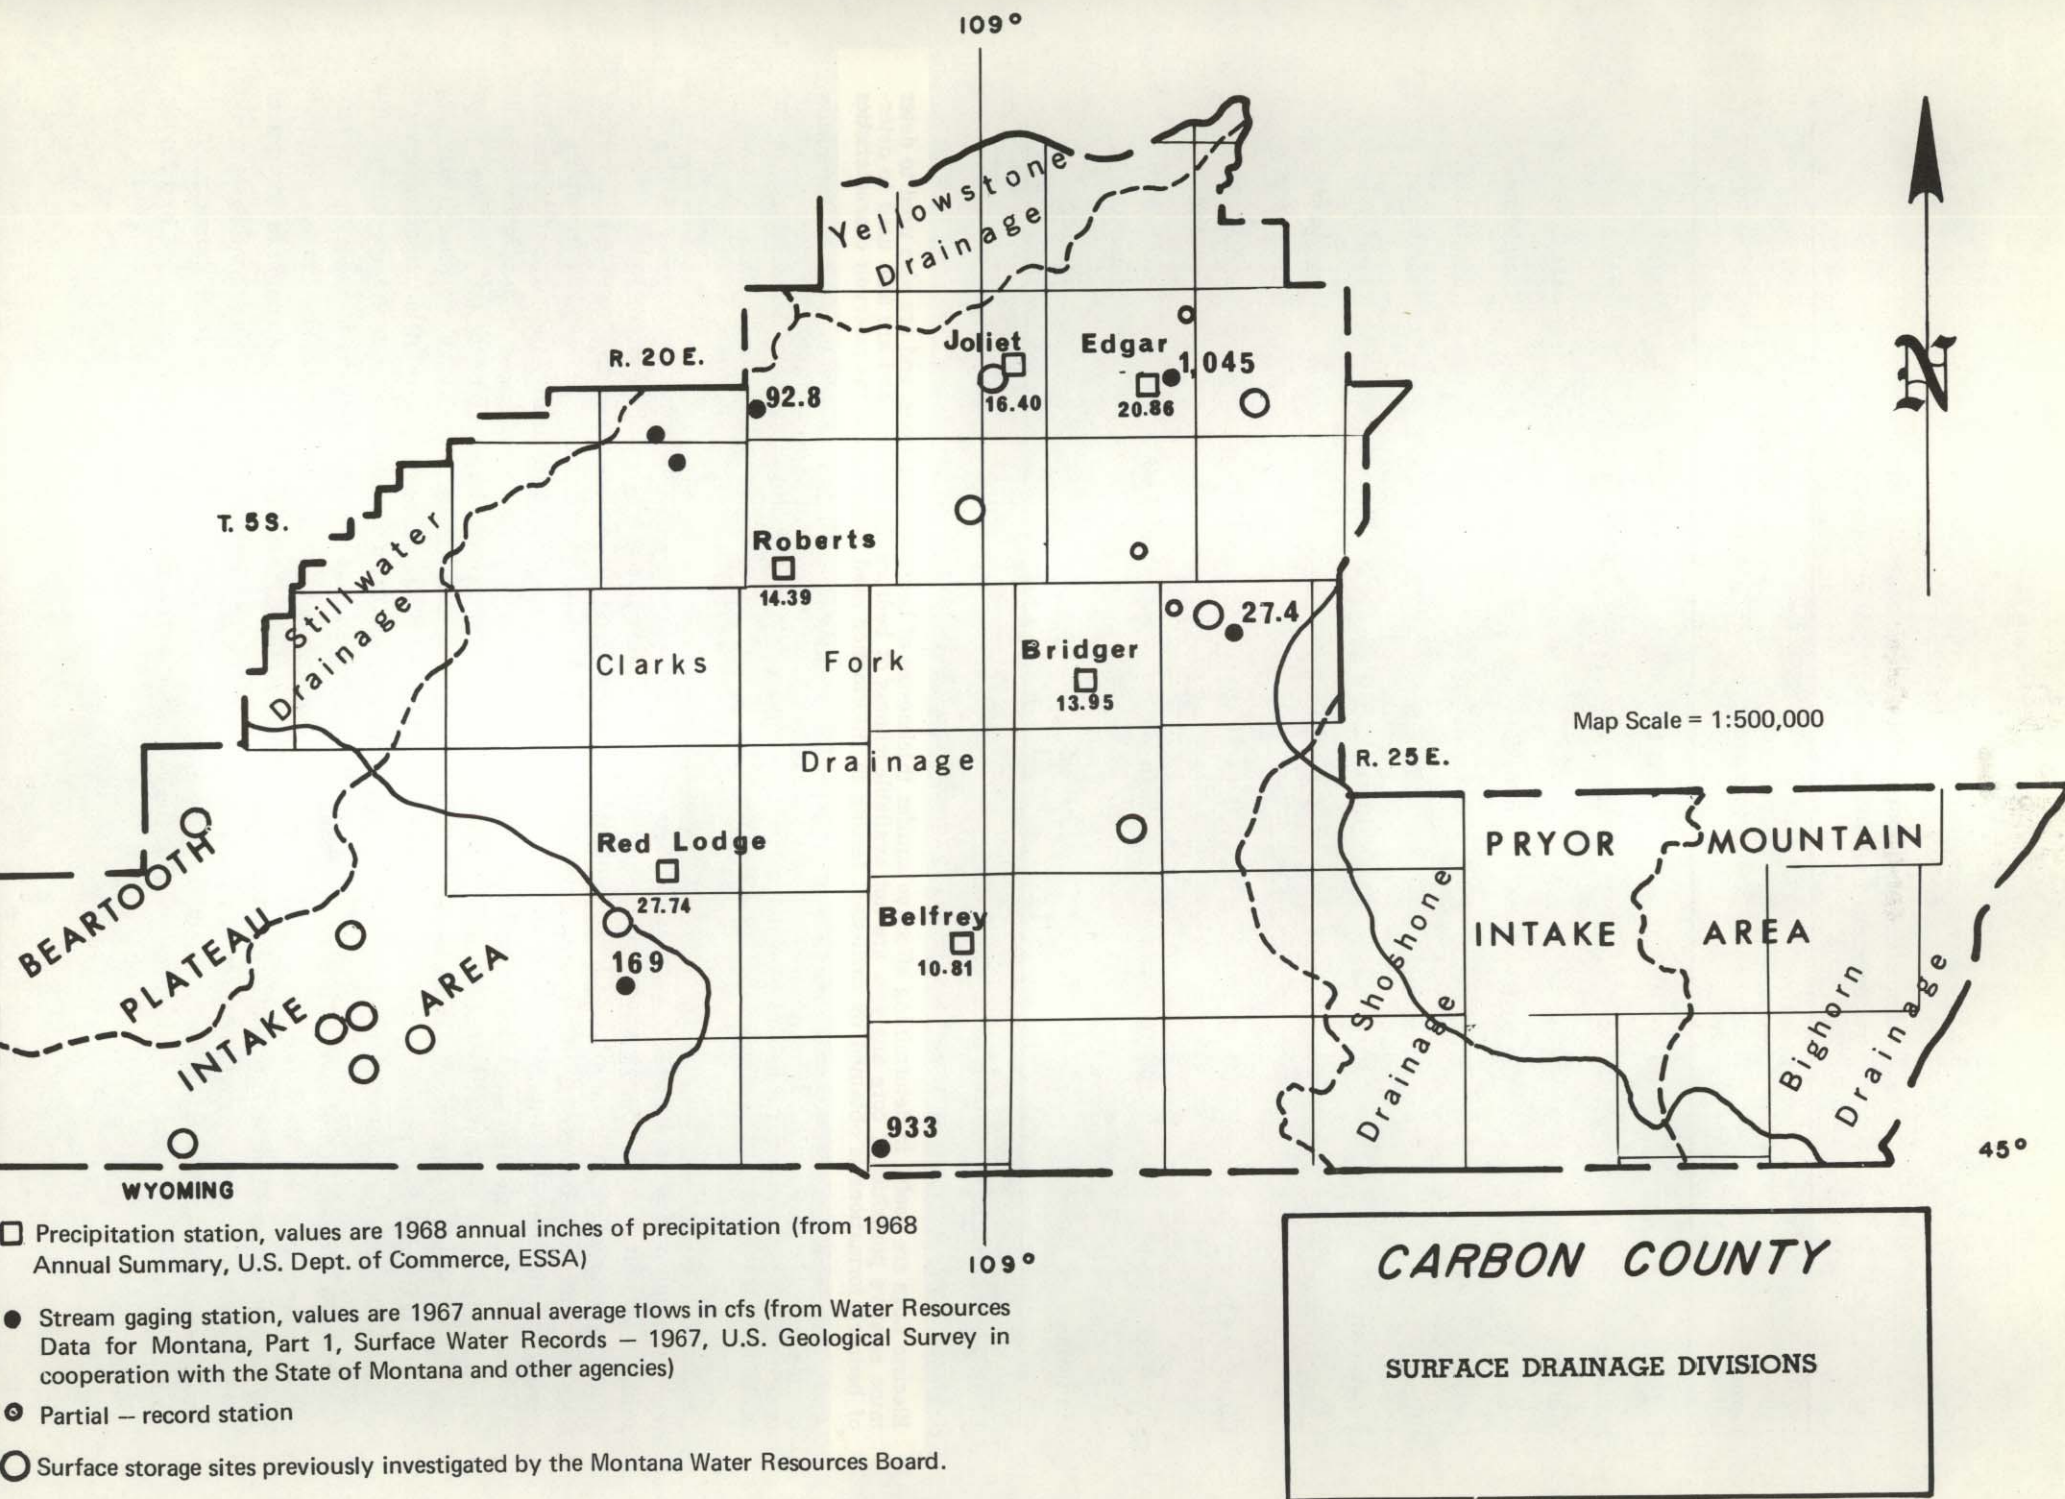 109°
Yellowstone
Drainage
Joliet
Edgar
1,045
R. 20 E.
92.8
16.40
20.86
N
T. 5 S.
Stillwater
Drainage
Roberts
14.39
27.4
Clarks Fork
Drainage
Bridger
13.95
Map Scale = 1:500,000
R. 25 E.
Red Lodge
27.74
169
Belfrey
10.81
PRYOR MOUNTAIN
INTAKE AREA
BEARTOOTH
PLATEAU
INTAKE AREA
Shoshone
Drainage
Bighorn
Drainage
933
45°
WYOMING
109°
Precipitation station, values are 1968 annual inches of precipitation (from 1968
Annual Summary, U.S. Dept. of Commerce, ESSA)
Stream gaging station, values are 1967 annual average flows in cfs (from Water Resources
Data for Montana, Part 1, Surface Water Records — 1967, U.S. Geological Survey in
cooperation with the State of Montana and other agencies)
Partial — record station
Surface storage sites previously investigated by the Montana Water Resources Board.
CARBON COUNTY
SURFACE DRAINAGE DIVISIONS